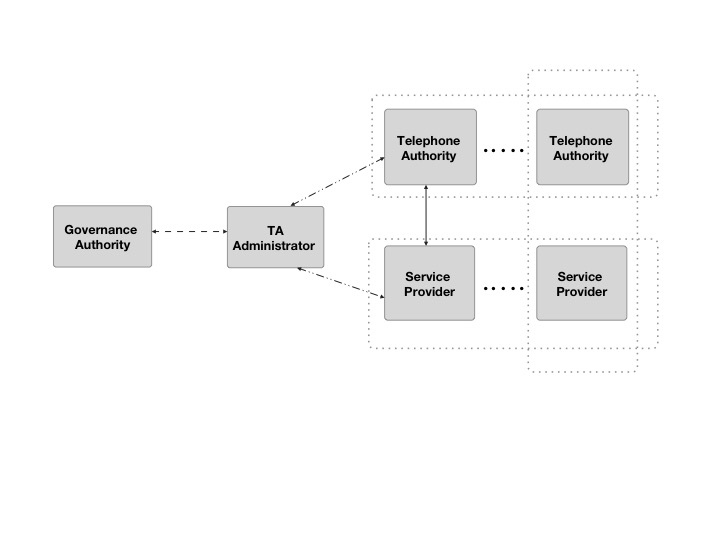 Telephone
Authority
Telephone
Authority
Governance
Authority
TA
Administrator
Service
Provider
Service
Provider